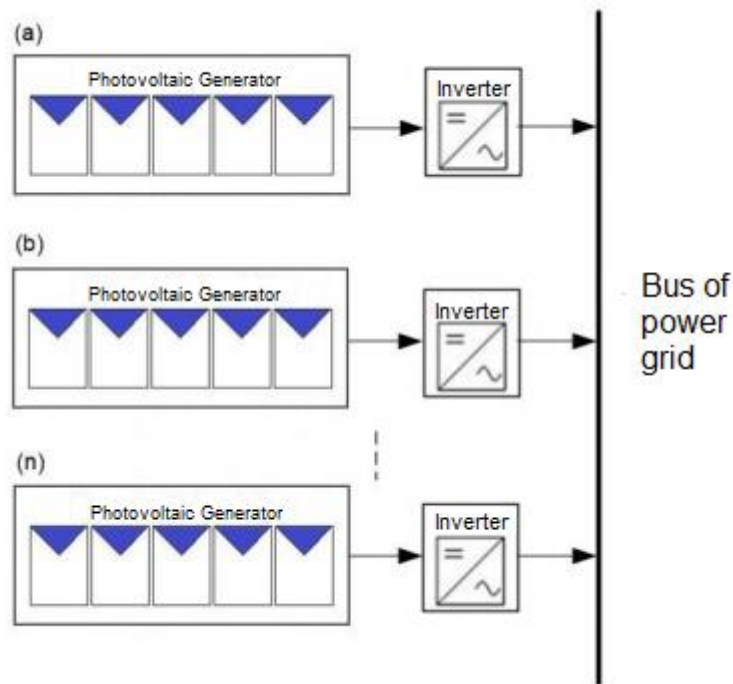 (a)
Photovoltaic Generator
Inverter
(b)
Photovoltaic Generator
Inverter
Bus of
power
grid
(n)
Photovoltaic Generator
Inverter